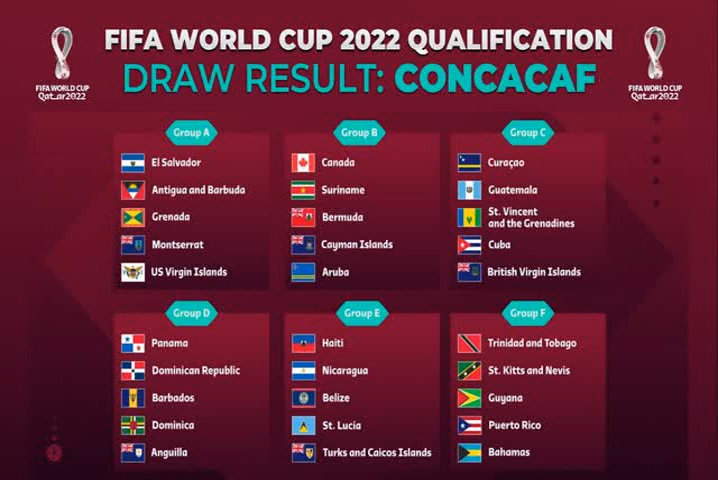 FIFA WORLD CUP 2022 QUALIFICATION
DRAW RESULT: CONCACAF
FIFA WORLD CUP
Qat_ar2022
FIFA WORLD CUP
Qat_ar2022
Group A
El Salvador
Antigua and Barbuda
Grenada
Montserrat
US Virgin Islands
Group B
Canada
Suriname
Bermuda
Cayman Islands
Aruba
Group C
Curaçao
Guatemala
St. Vincent
and the Grenadines
Cuba
British Virgin Islands
Group D
Panama
Dominican Republic
Barbados
Dominica
Anguilla
Group E
Haiti
Nicaragua
Belize
St. Lucia
Turks and Caicos Islands
Group F
Trinidad and Tobago
St. Kitts and Nevis
Guyana
Puerto Rico
Bahamas